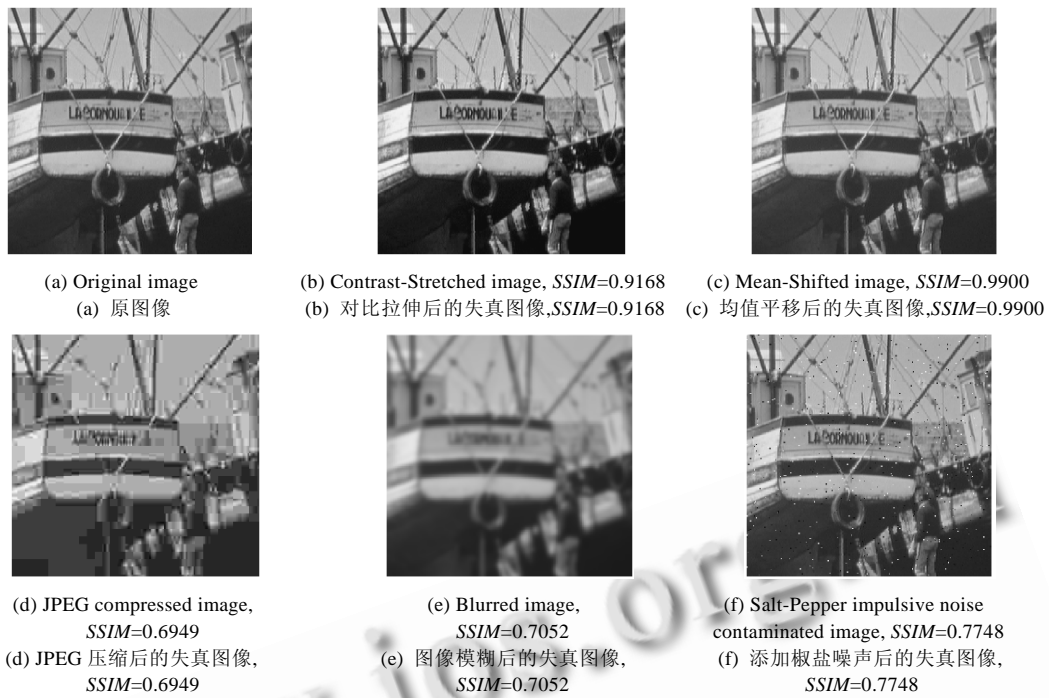 LACORNOUAILLE
LACORNOUAILLE
LACORNOUAILLE
(a) Original image
(a) 原图像
(b) Contrast-Stretched image, SSIM=0.9168
(b) 对比拉伸后的失真图像,SSIM=0.9168
(c) Mean-Shifted image, SSIM=0.9900
(c) 均值平移后的失真图像,SSIM=0.9900
LACORNOUAILLE
(d) JPEG compressed image,
SSIM=0.6949
(d) JPEG 压缩后的失真图像,
SSIM=0.6949
(e) Blurred image,
SSIM=0.7052
(e) 图像模糊后的失真图像,
SSIM=0.7052
(f) Salt-Pepper impulsive noise
contaminated image, SSIM=0.7748
(f) 添加椒盐噪声后的失真图像,
SSIM=0.7748